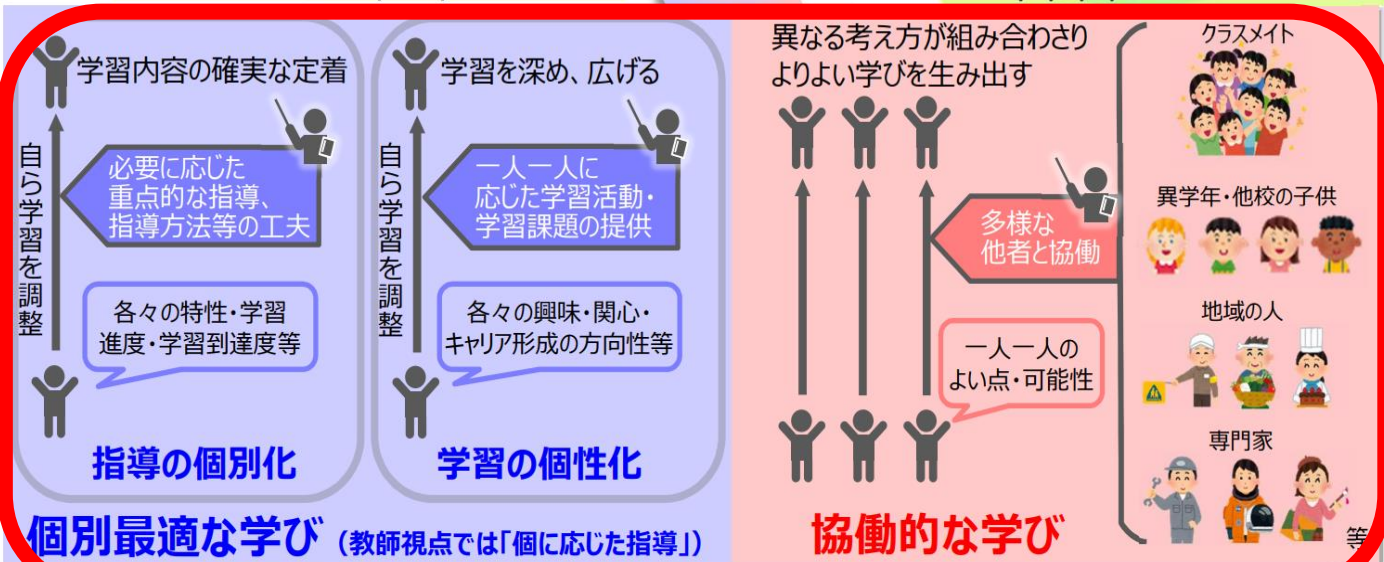 学習内容の確実な定着
自ら学習を調整
必要に応じた
重点的な指導、
指導方法等の工夫
各々の特性・学習
進度・学習到達度等
指導の個別化
学習を深め、広げる
自ら学習を調整
一人一人に
応じた学習活動・
学習課題の提供
各々の興味・関心・
キャリア形成の方向性等
学習の個性化
個別最適な学び（教師視点では「個に応じた指導」）
異なる考え方が組み合わさり
よりよい学びを生み出す
多様な
他者と協働
一人一人の
よい点・可能性
協働的な学び
クラスメイト
異学年・他校の子供
地域の人
専門家
等